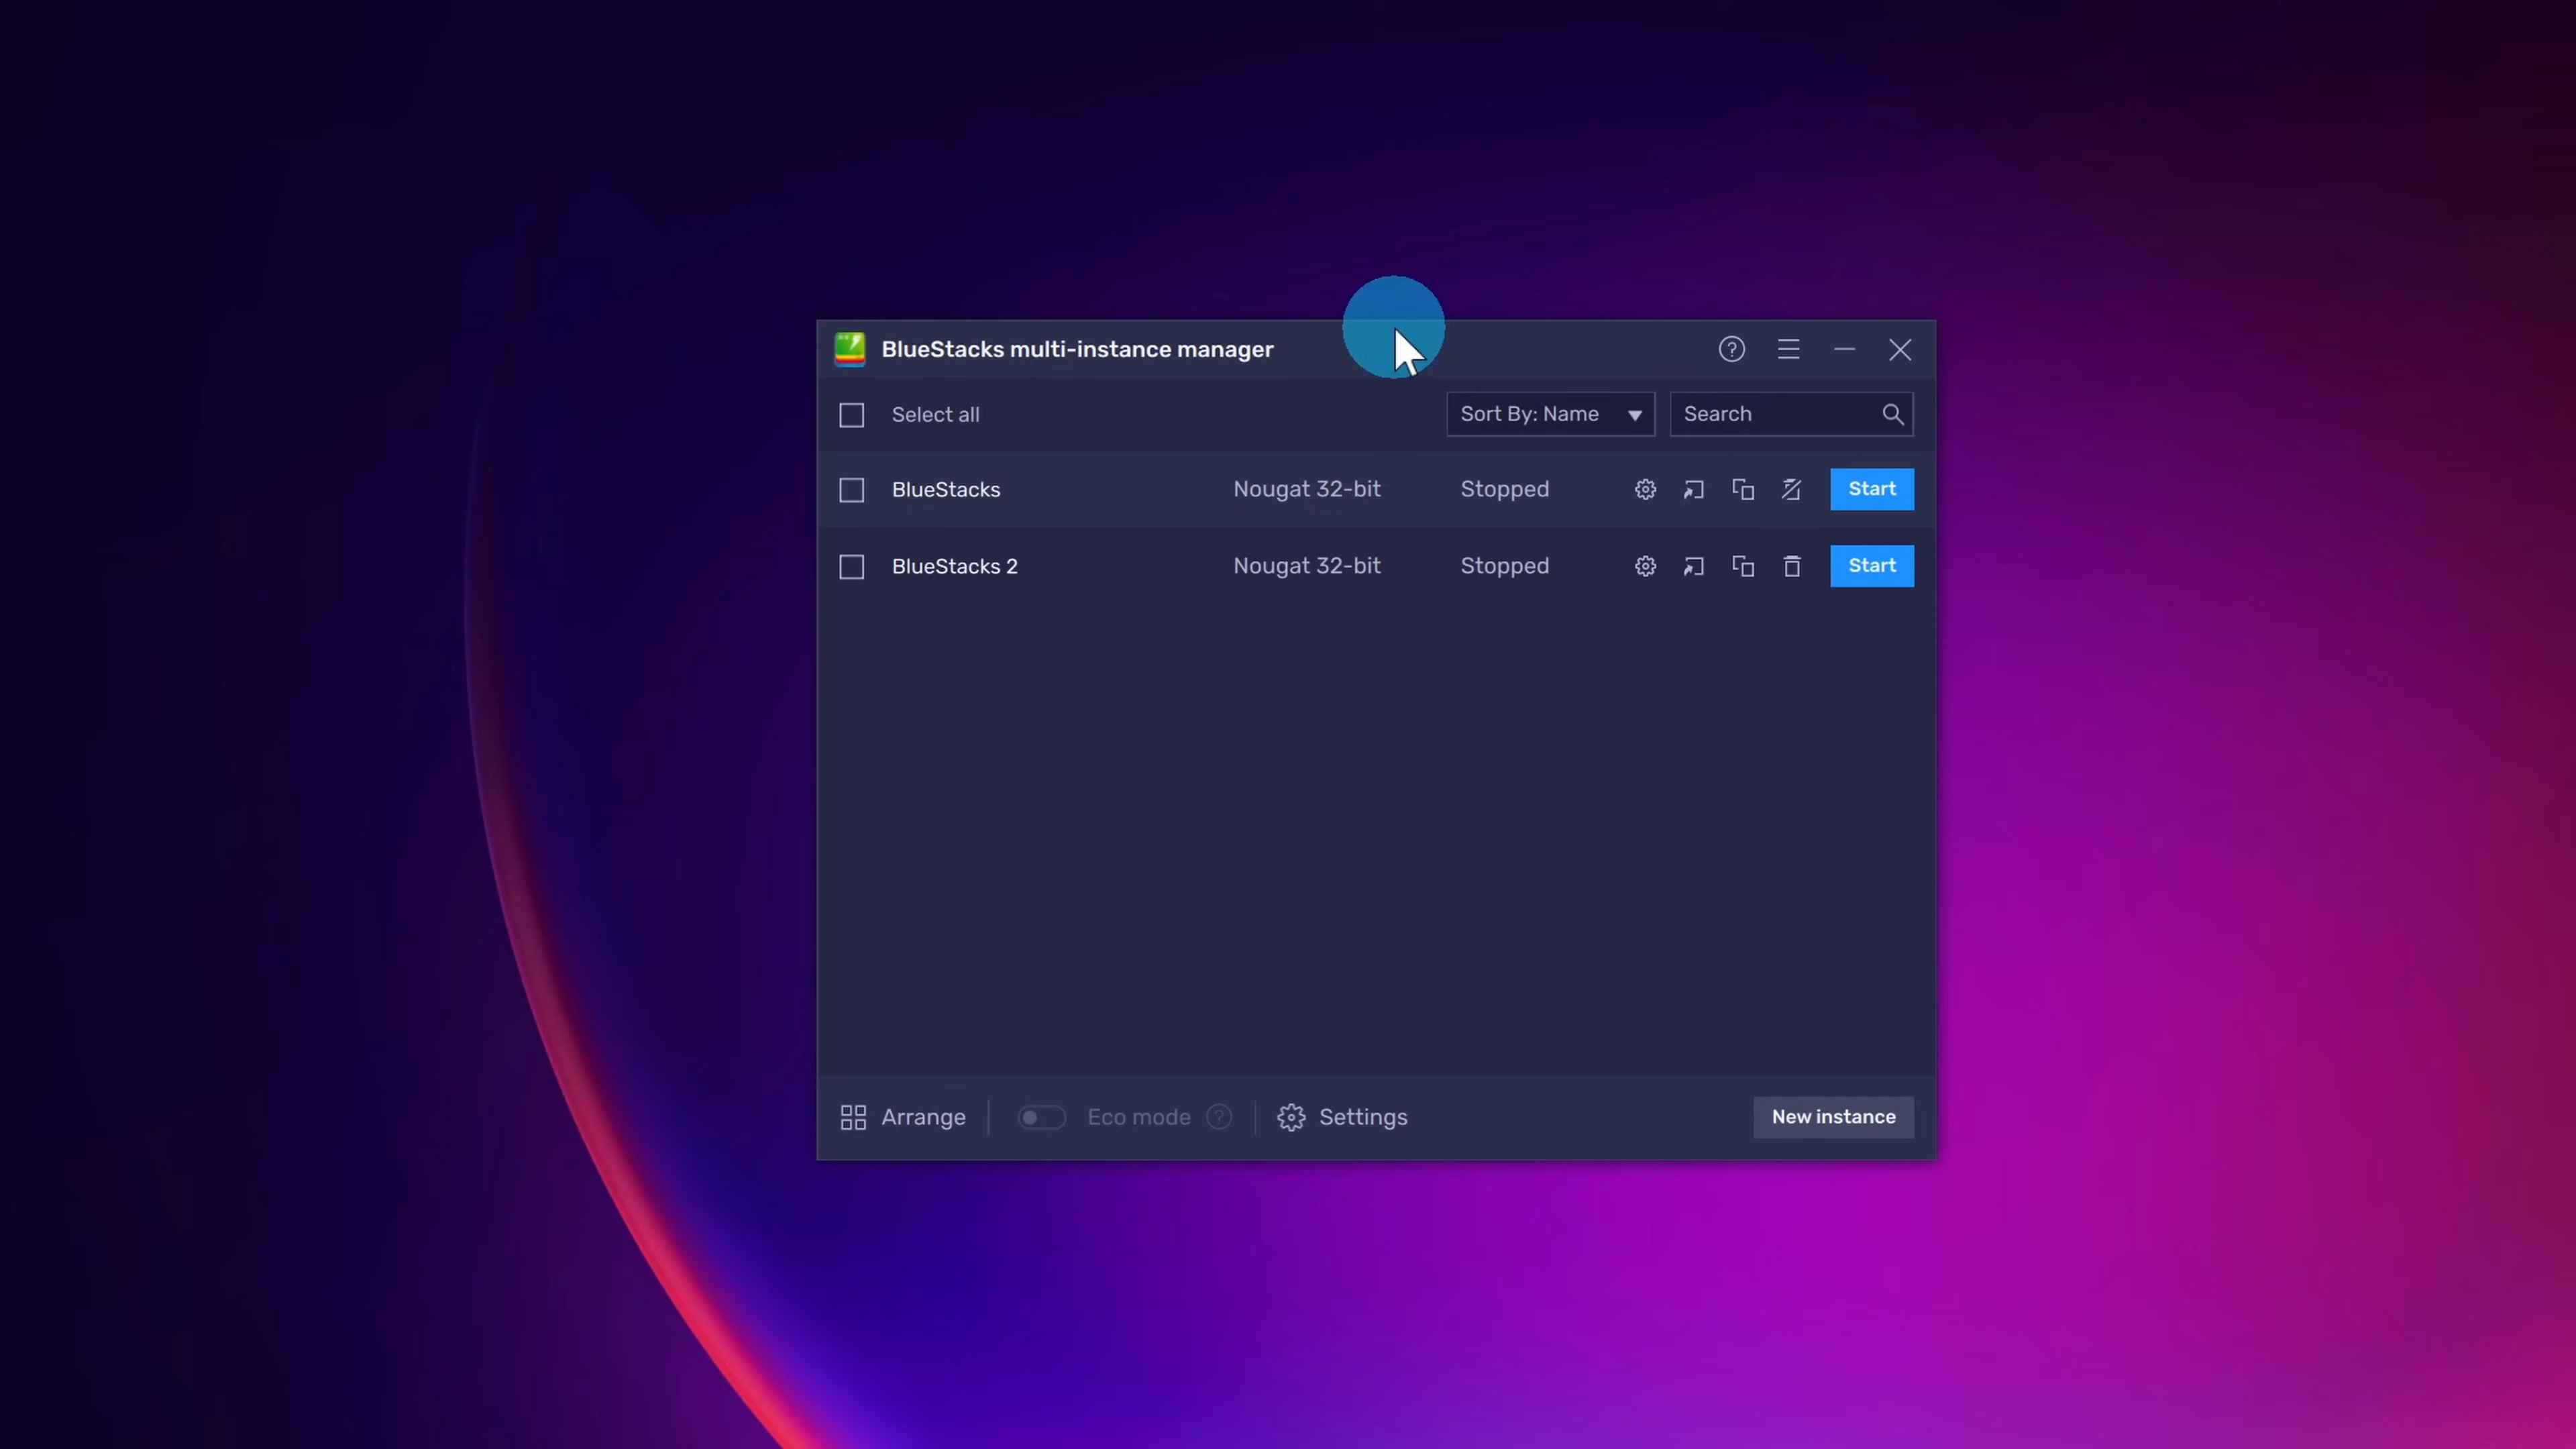 BlueStacks multi-instance manager
Select all
Sort By: Name
Search
BlueStacks Nougat 32-bit Stopped Start
BlueStacks 2 Nougat 32-bit Stopped Start
Arrange Eco mode Settings New instance